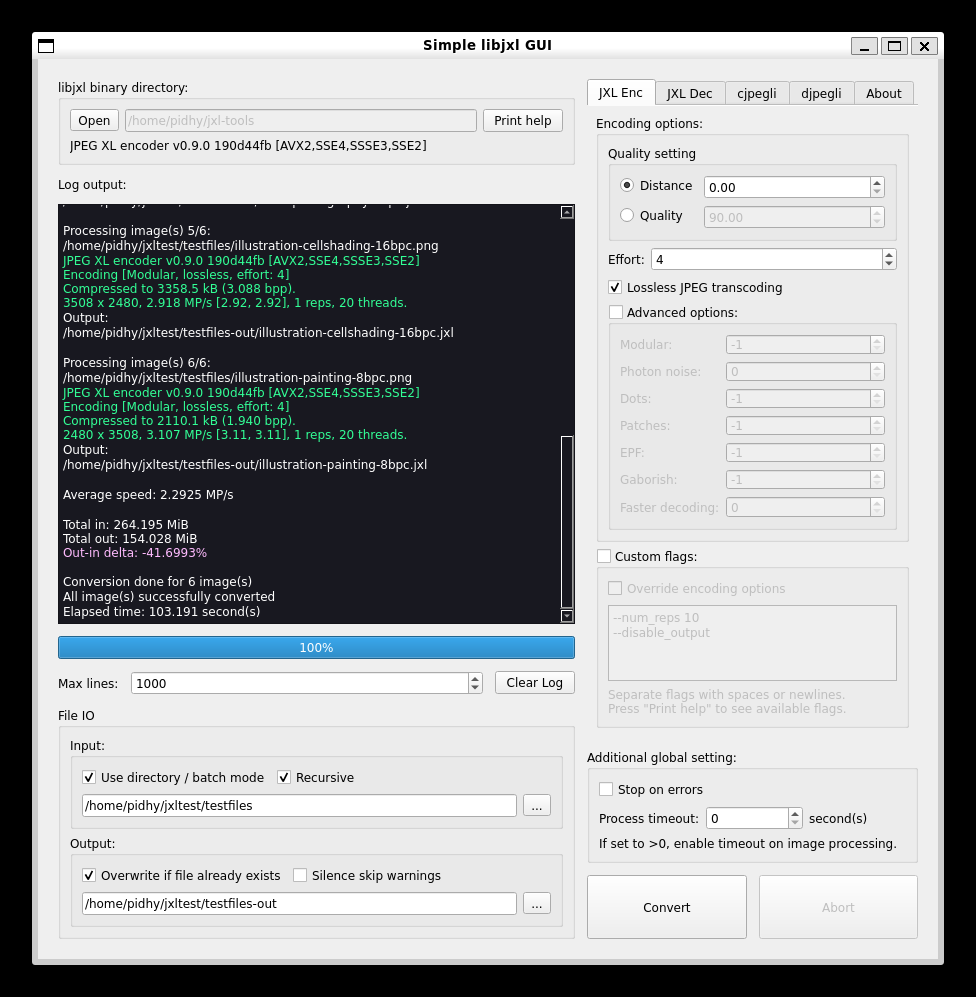 Simple libjxl GUI
libjxl binary directory:
Open
/home/pidhy/jxl-tools
Print help
JPEG XL encoder v0.9.0 190d44fb [AVX2,SSE4,SSSE3,SSE2]
Log output:
Processing image(s) 5/6:
/home/pidhy/jxltest/testfiles/illustration-cellshading-16bpc.png
JPEG XL encoder v0.9.0 190d44fb [AVX2,SSE4,SSSE3,SSE2]
Encoding [Modular, lossless, effort: 4]
Compressed to 3358.5 kB (3.088 bpp).
3508 x 2480, 2.918 MP/s [2.92, 2.92], 1 reps, 20 threads.
Output:
/home/pidhy/jxltest/testfiles-out/illustration-cellshading-16bpc.jxl
Processing image(s) 6/6:
/home/pidhy/jxltest/testfiles/illustration-painting-8bpc.png
JPEG XL encoder v0.9.0 190d44fb [AVX2,SSE4,SSSE3,SSE2]
Encoding [Modular, lossless, effort: 4]
Compressed to 2110.1 kB (1.940 bpp).
2480 x 3508, 3.107 MP/s [3.11, 3.11], 1 reps, 20 threads.
Output:
/home/pidhy/jxltest/testfiles-out/illustration-painting-8bpc.jxl
Average speed: 2.2925 MP/s
Total in: 264.195 MiB
Total out: 154.028 MiB
Out-in delta: -41.6993%
Conversion done for 6 image(s)
All image(s) successfully converted
Elapsed time: 103.191 second(s)
100%
Max lines:
1000
Clear Log
File IO
Input:
Use directory / batch mode
Recursive
/home/pidhy/jxltest/testfiles
...
Output:
Overwrite if file already exists
Silence skip warnings
/home/pidhy/jxltest/testfiles-out
...
JXL Enc
JXL Dec
cjpegli
djpegli
About
Encoding options:
Quality setting
Distance
0.00
Quality
90.00
Effort:
4
Lossless JPEG transcoding
Advanced options:
Modular:
-1
Photon noise:
0
Dots:
-1
Patches:
-1
EPF:
-1
Gaborish:
-1
Faster decoding:
0
Custom flags:
Override encoding options
--num_reps 10
--disable_output
Separate flags with spaces or newlines.
Press "Print help" to see available flags.
Additional global setting:
Stop on errors
Process timeout:
0
second(s)
If set to >0, enable timeout on image processing.
Convert
Abort